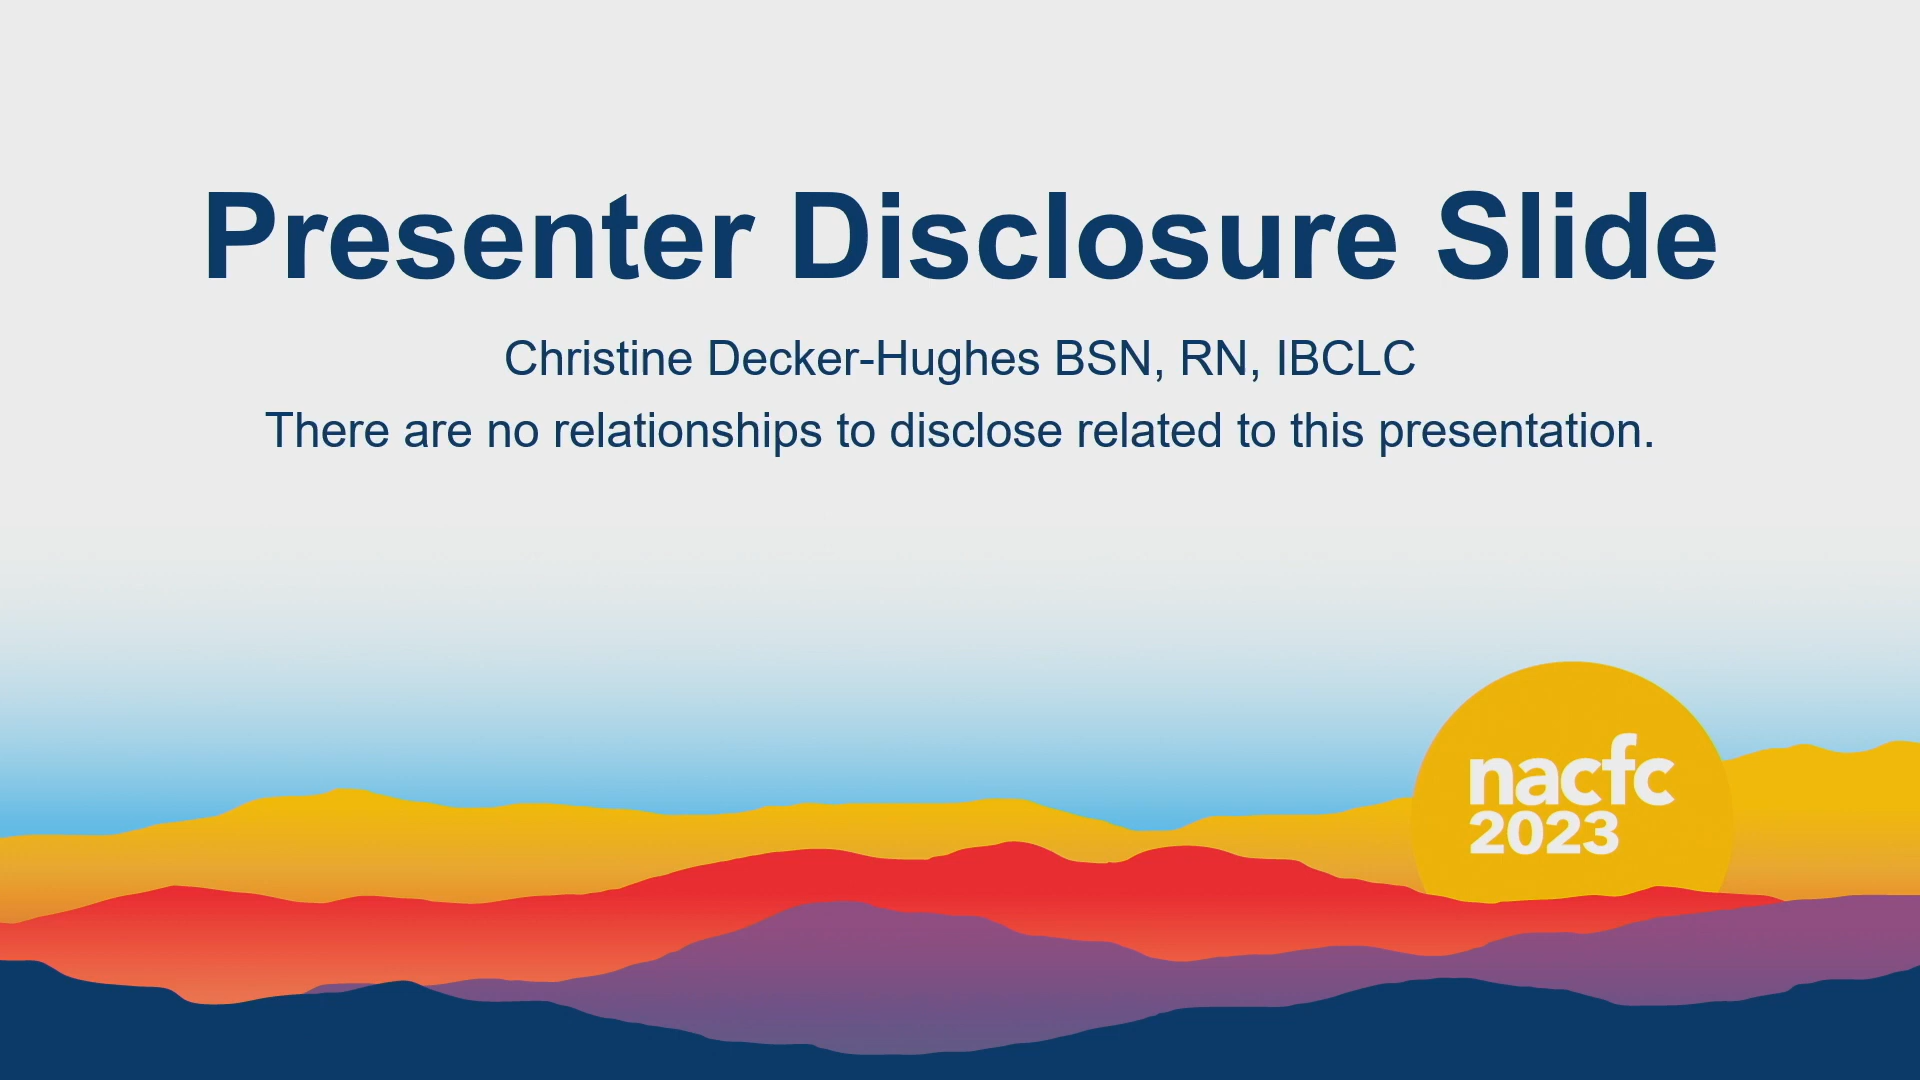 Presenter Disclosure Slide
Christine Decker-Hughes BSN, RN, IBCLC
There are no relationships to disclose related to this presentation.
nacfc
2023